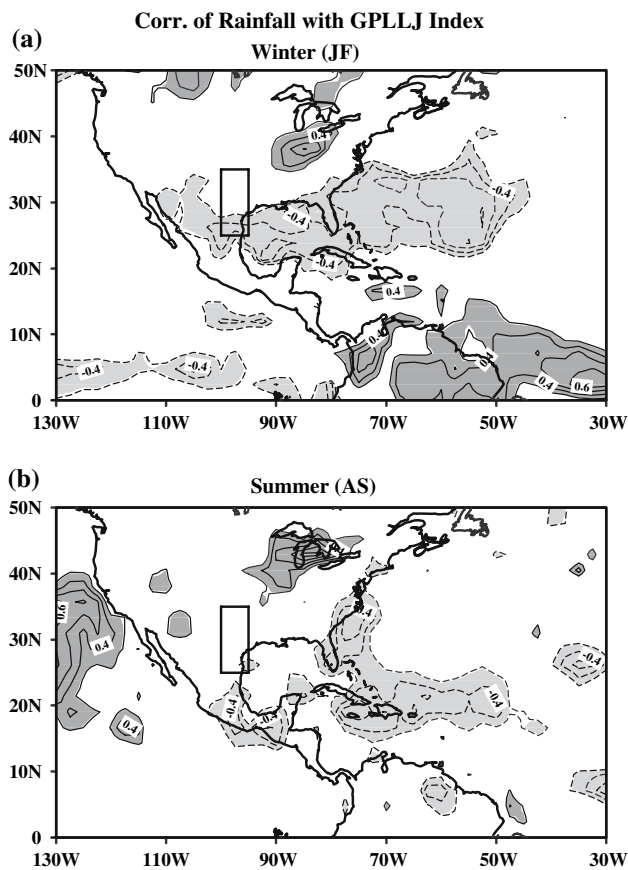 Corr. of Rainfall with GPLLJ Index
(a)
Winter (JF)
50N
40N
30N
20N
10N
0
0.4
-0.4
-0.4
-0.4
0.4
0.4
0.4
0.4
0.6
-0.4
-0.4
130W 110W 90W 70W 50W 30W
(b)
Summer (AS)
50N
40N
30N
20N
10N
0
0.6
0.4
0.4
-0.4
-0.4
-0.4
-0.4
130W 110W 90W 70W 50W 30W